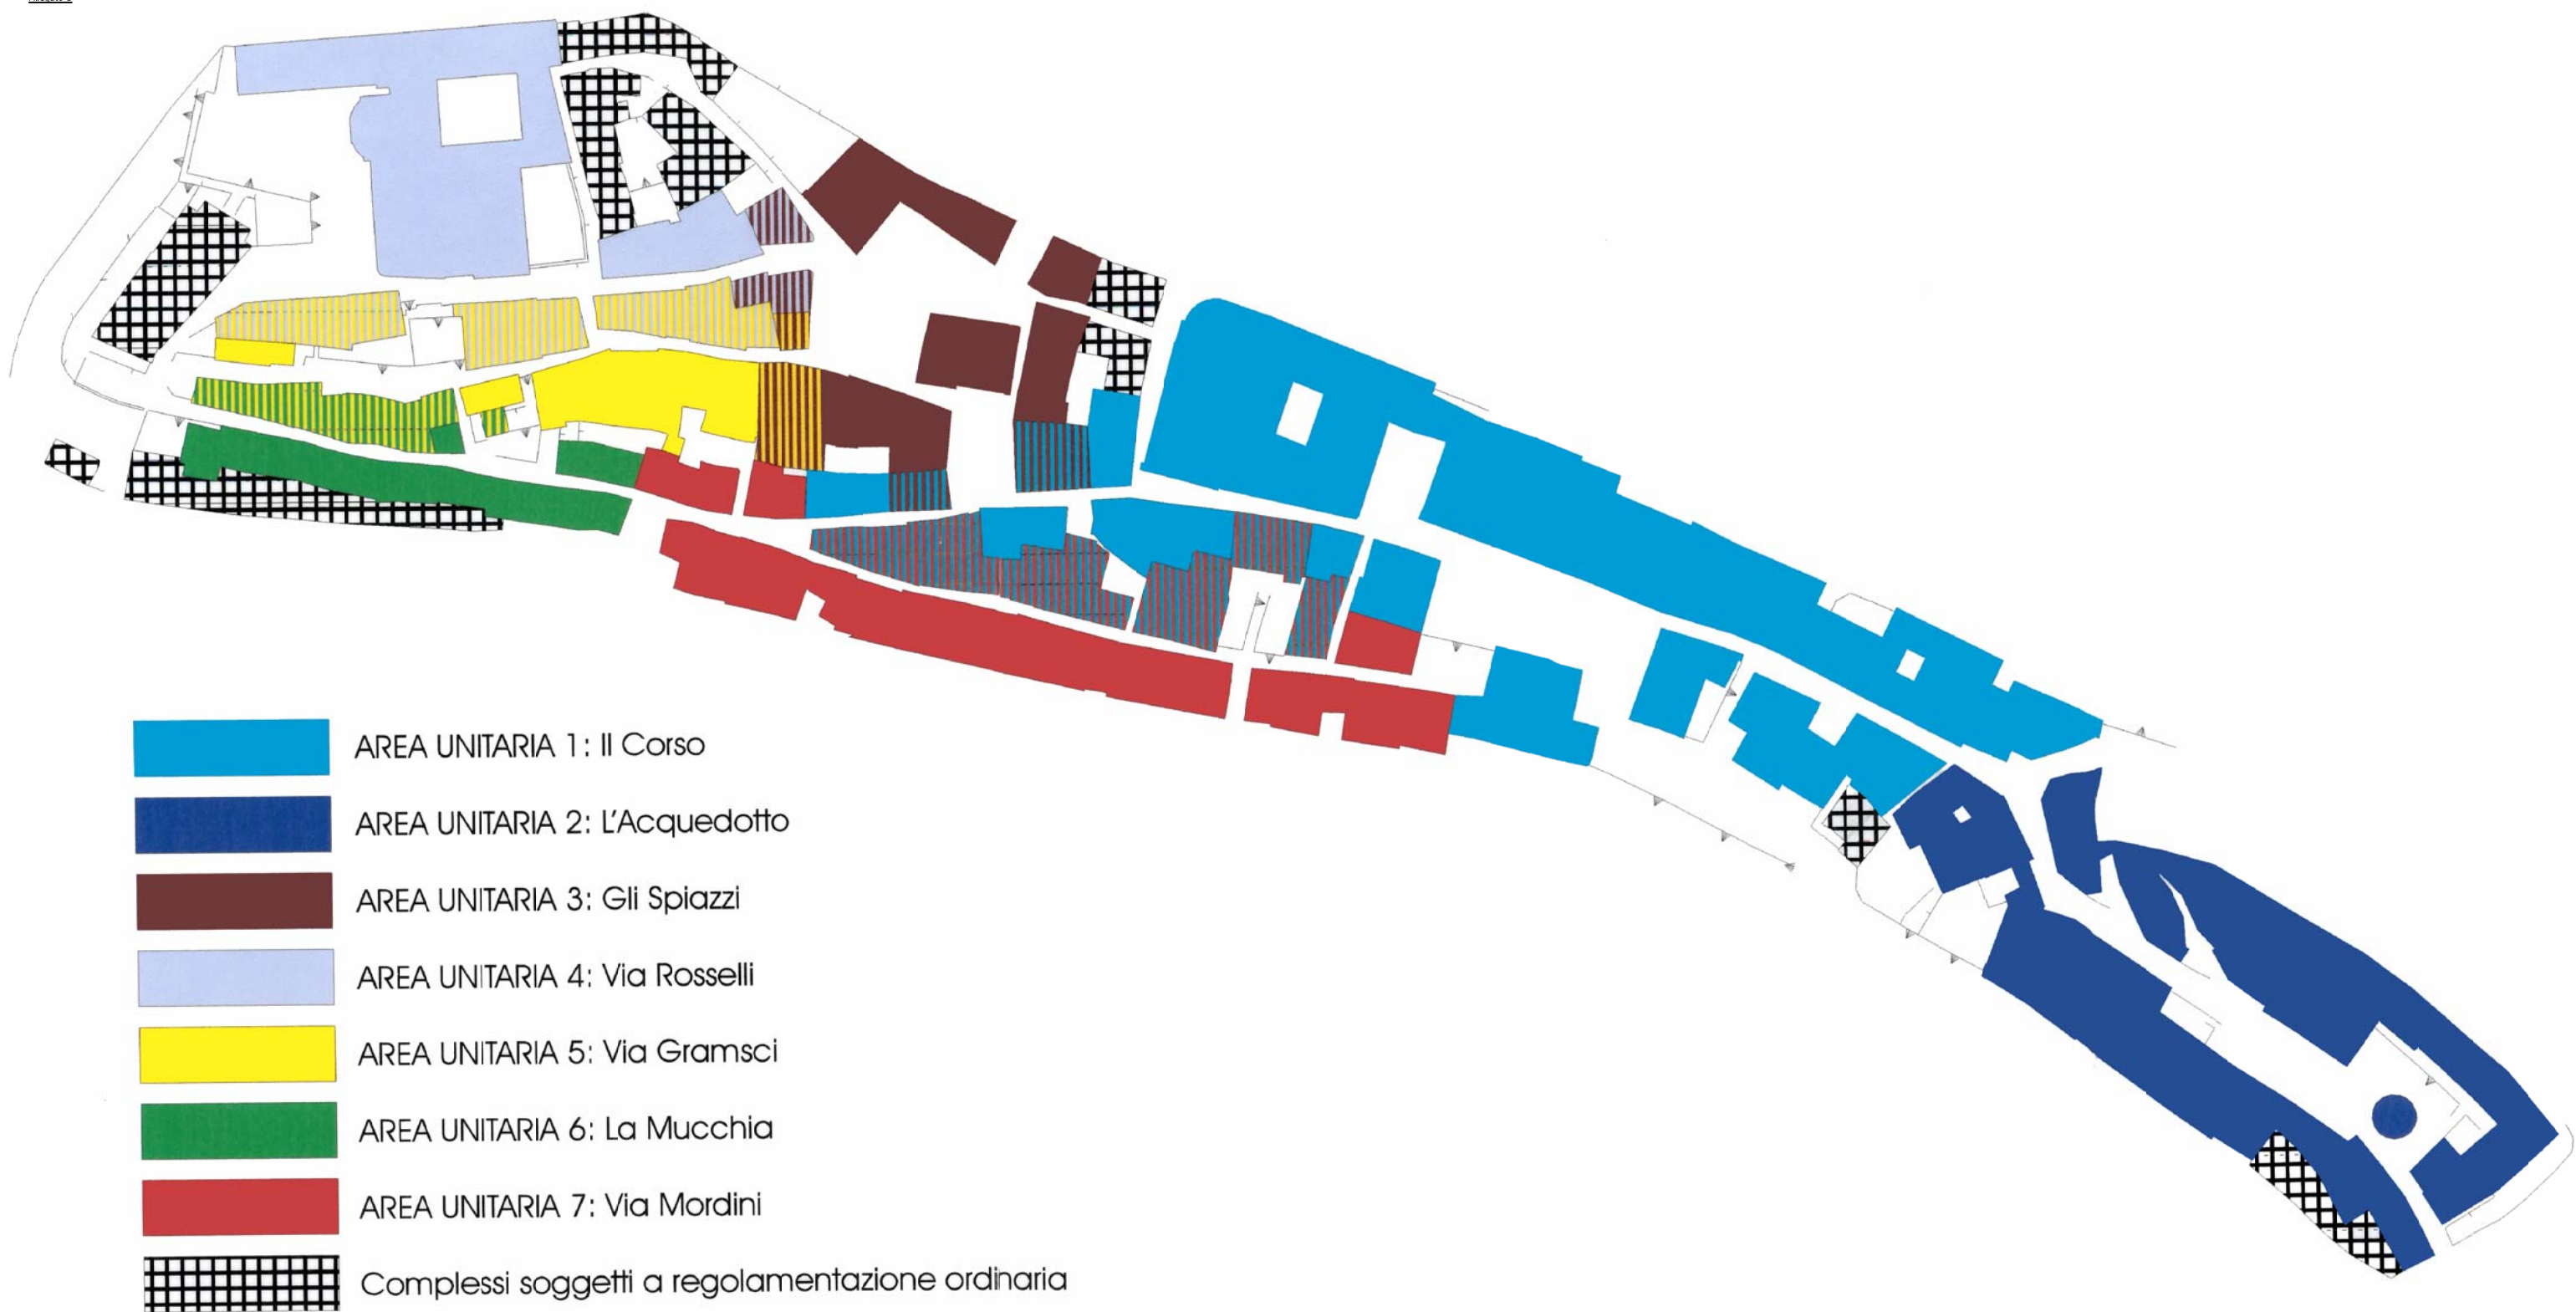 AREA UNITARIA 1: Il Corso
AREA UNITARIA 2: L'Acquedotto
AREA UNITARIA 3: Gli Spiazzi
AREA UNITARIA 4: Via Rosselli
AREA UNITARIA 5: Via Gramsci
AREA UNITARIA 6: La Mucchia
AREA UNITARIA 7: Via Mordini
Complessi soggetti a regolamentazione ordinaria